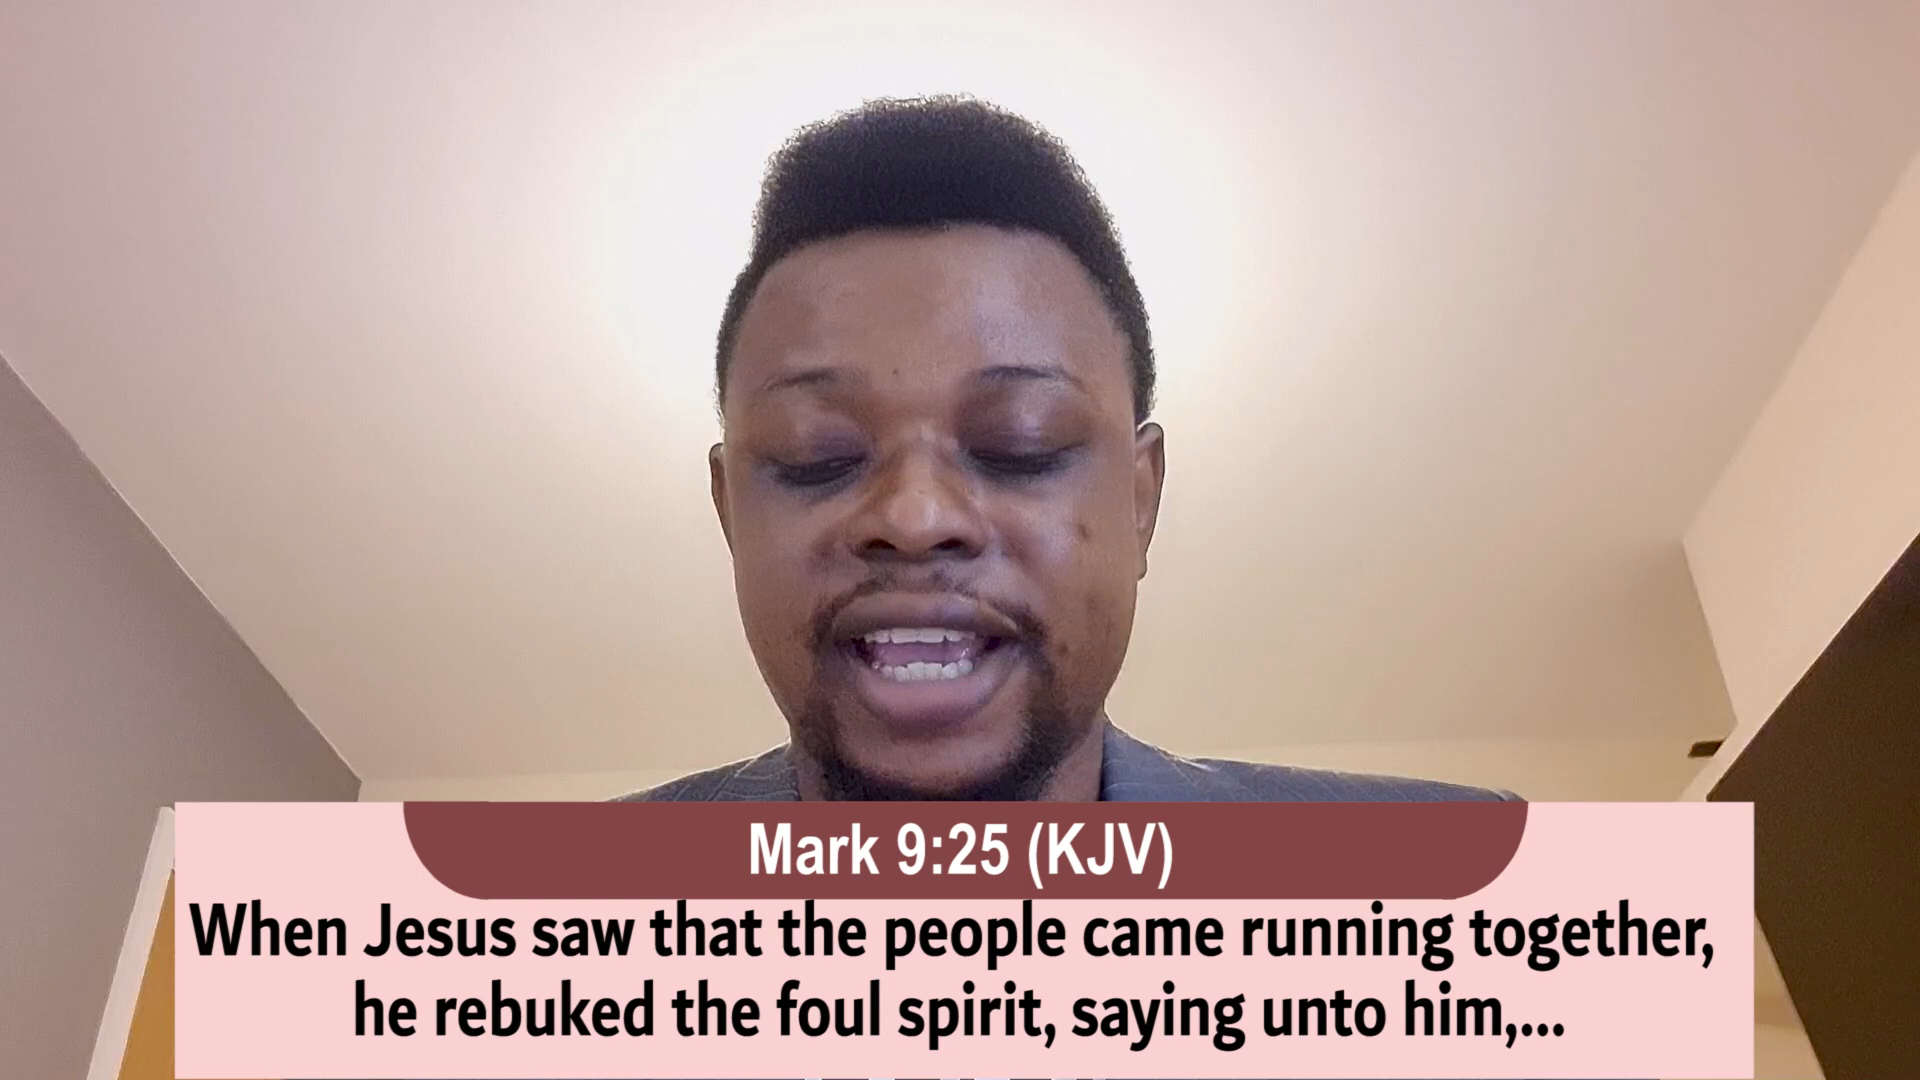 Mark 9:25 (KJV)
When Jesus saw that the people came running together,
he rebuked the foul spirit, saying unto him,...